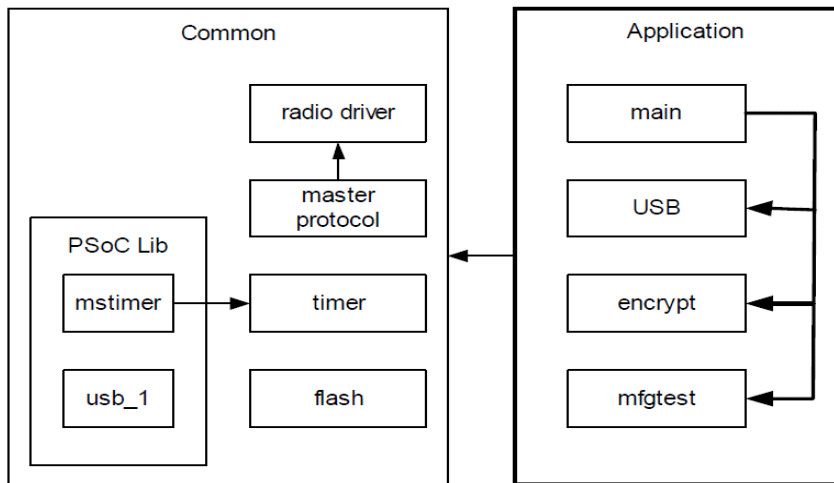 Common
radio driver
master
protocol
PSoC Lib
mstimer
timer
usb_1
flash
Application
main
USB
encrypt
mfgtest